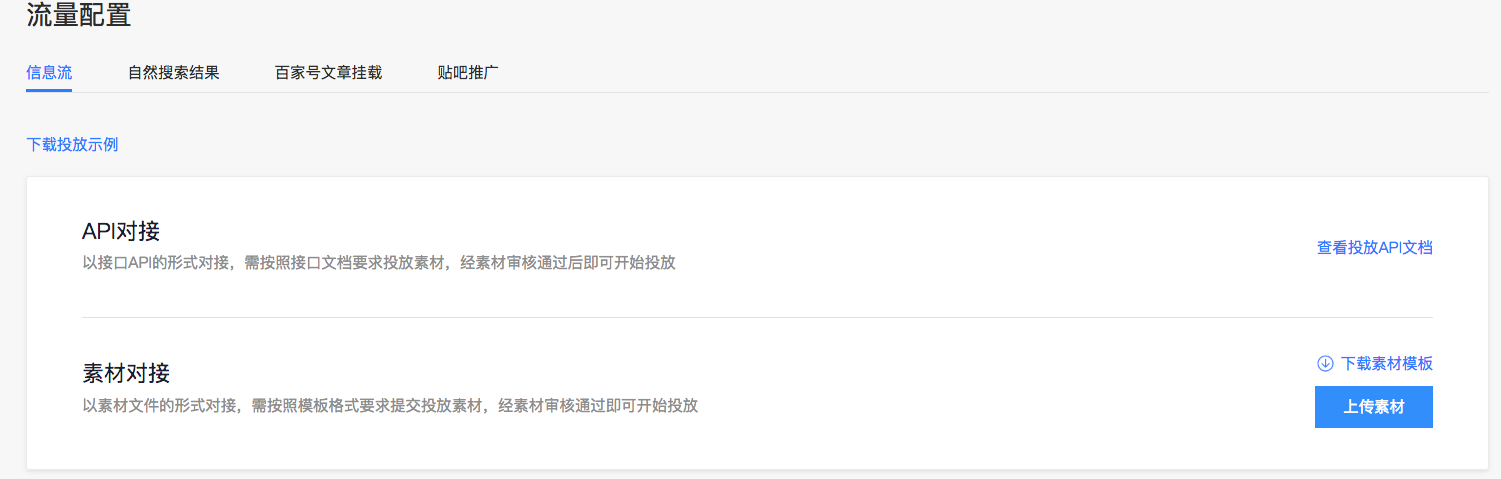 流量配置
信息流 自然搜索结果 百家号文章挂载 贴吧推广
下载投放示例
API对接
以接口API的形式对接，需按照接口文档要求投放素材，经素材审核通过后即可开始投放
查看投放API文档
素材对接
以素材文件的形式对接，需按照模板格式要求提交投放素材，经素材审核通过即可开始投放
下载素材模板
上传素材